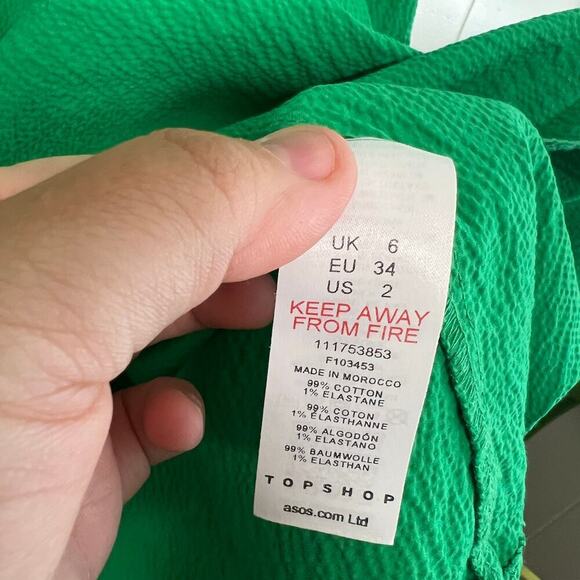 UK 6
EU 34
US 2
KEEP AWAY
FROM FIRE
111753853
F103453
MADE IN MOROCCO
99% COTTON
1% ELASTANE
99% COTON
1% ÉLASTHANNE
99% ALGODÓN
1% ELASTANO
99% BAUMWOLLE
1% ELASTHAN
TOPSHOP
asos.com Ltd